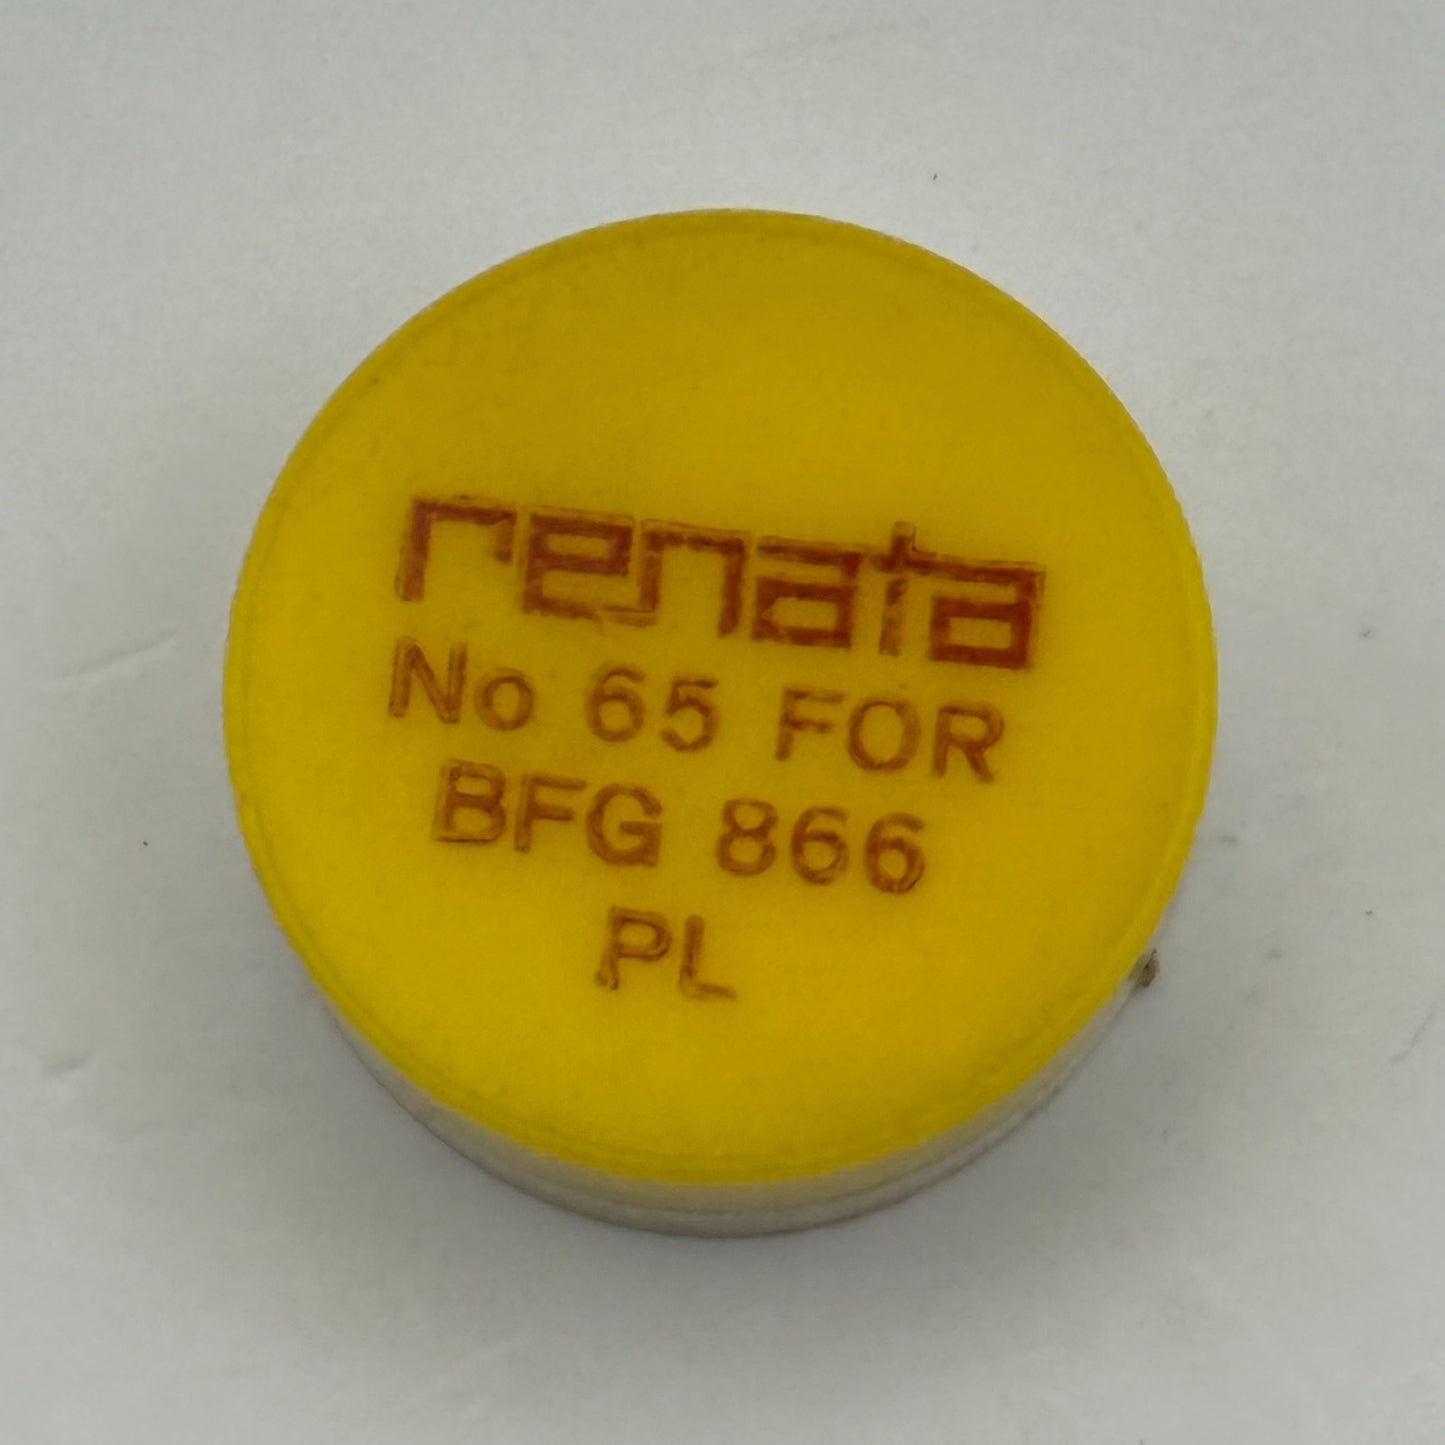 renata
No 65 FOR
BFG 866
PL